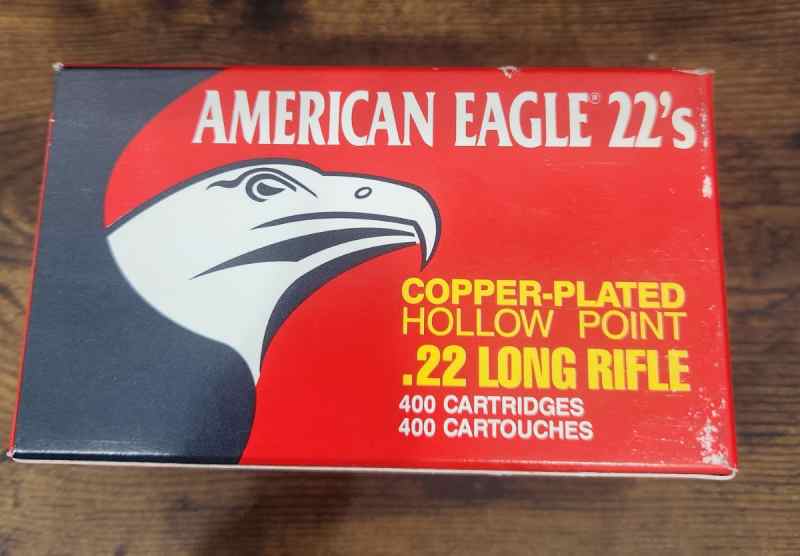 AMERICAN EAGLE® 22's
COPPER-PLATED
HOLLOW POINT
.22 LONG RIFLE
400 CARTRIDGES
400 CARTOUCHES